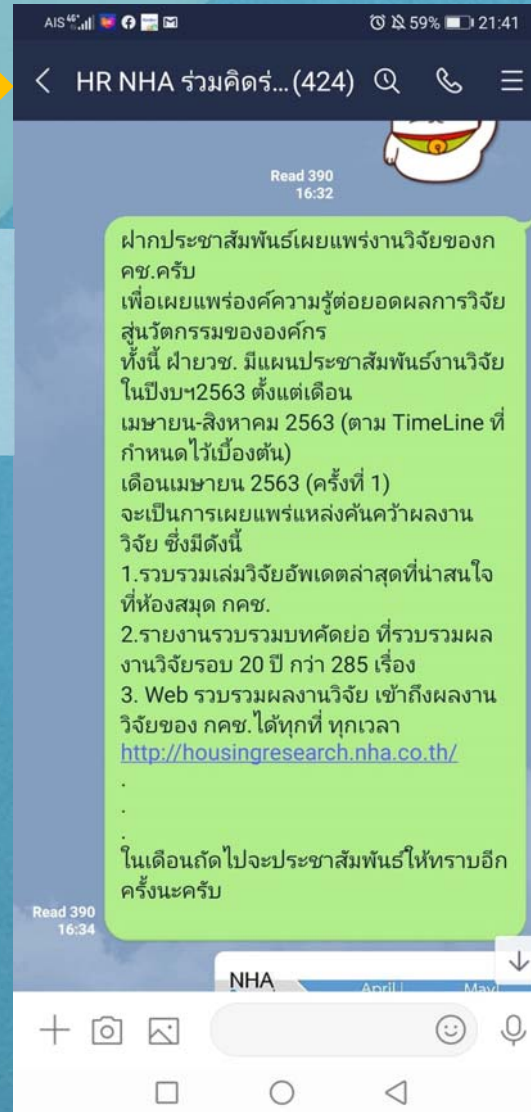 AIS 46 59% 21:41
HR NHA ร่วมคิดร่...(424)
Read 390
16:32
ฝากประชาสัมพันธ์เผยแพร่งานวิจัยของก
คช.ครับ
เพื่อเผยแพร่องค์ความรู้ต่อยอดผลการวิจัย
สู่นวัตกรรมขององค์กร
ทั้งนี้ ฝ่ายวช. มีแผนประชาสัมพันธ์งานวิจัย
ในปีงบฯ2563 ตั้งแต่เดือน
เมษายน-สิงหาคม 2563 (ตาม TimeLine ที่
กำหนดไว้เบื้องต้น)
เดือนเมษายน 2563 (ครั้งที่ 1)
จะเป็นการเผยแพร่แหล่งค้นคว้าผลงาน
วิจัย ซึ่งมีดังนี้
1.รวบรวมเล่มวิจัยอัพเดตล่าสุดที่น่าสนใจ
ที่ห้องสมุด กคช.
2.รายงานรวบรวมบทคัดย่อ ที่รวบรวมผล
งานวิจัยรอบ 20 ปี กว่า 285 เรื่อง
3. Web รวบรวมผลงานวิจัย เข้าถึงผลงาน
วิจัยของ กคช.ได้ทุกที่ ทุกเวลา
http://housingresearch.nha.co.th/
.
.
.
ในเดือนถัดไปจะประชาสัมพันธ์ให้ทราบอีก
ครั้งนะครับ
Read 390
16:34
NHA April May